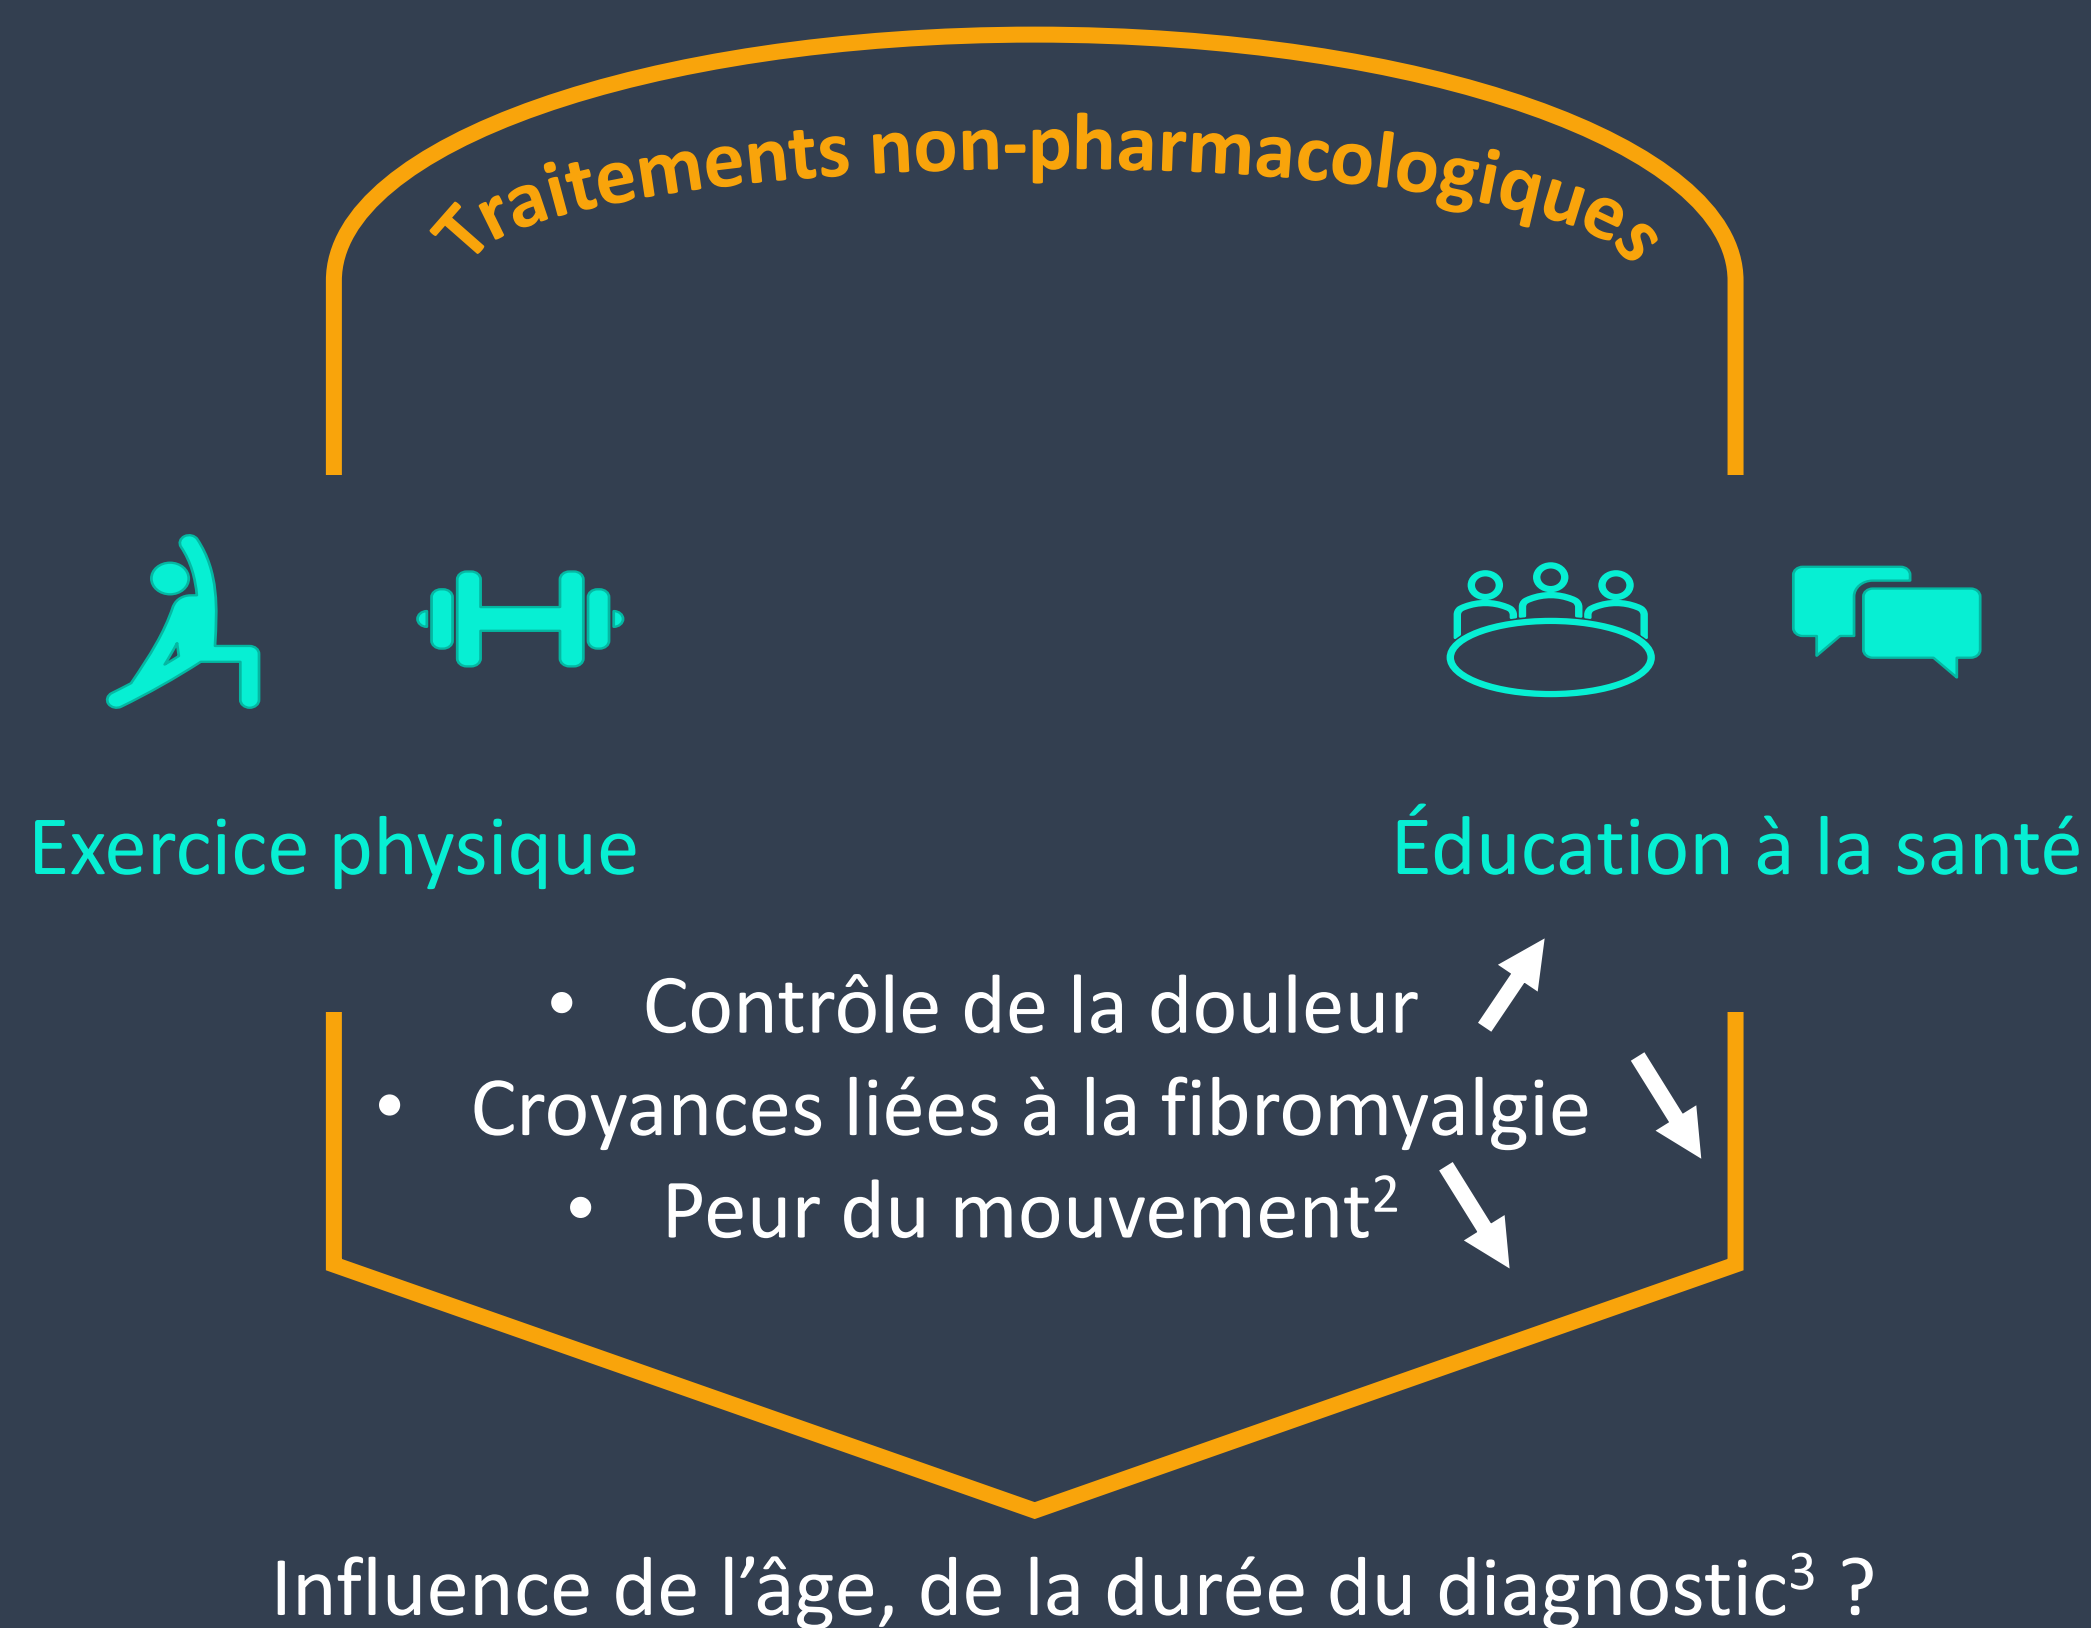 Traitements non-pharmacologiques
Exercice physique
Éducation à la santé
• Contrôle de la douleur
• Croyances liées à la fibromyalgie
• Peur du mouvement²
Influence de l’âge, de la durée du diagnostic³ ?